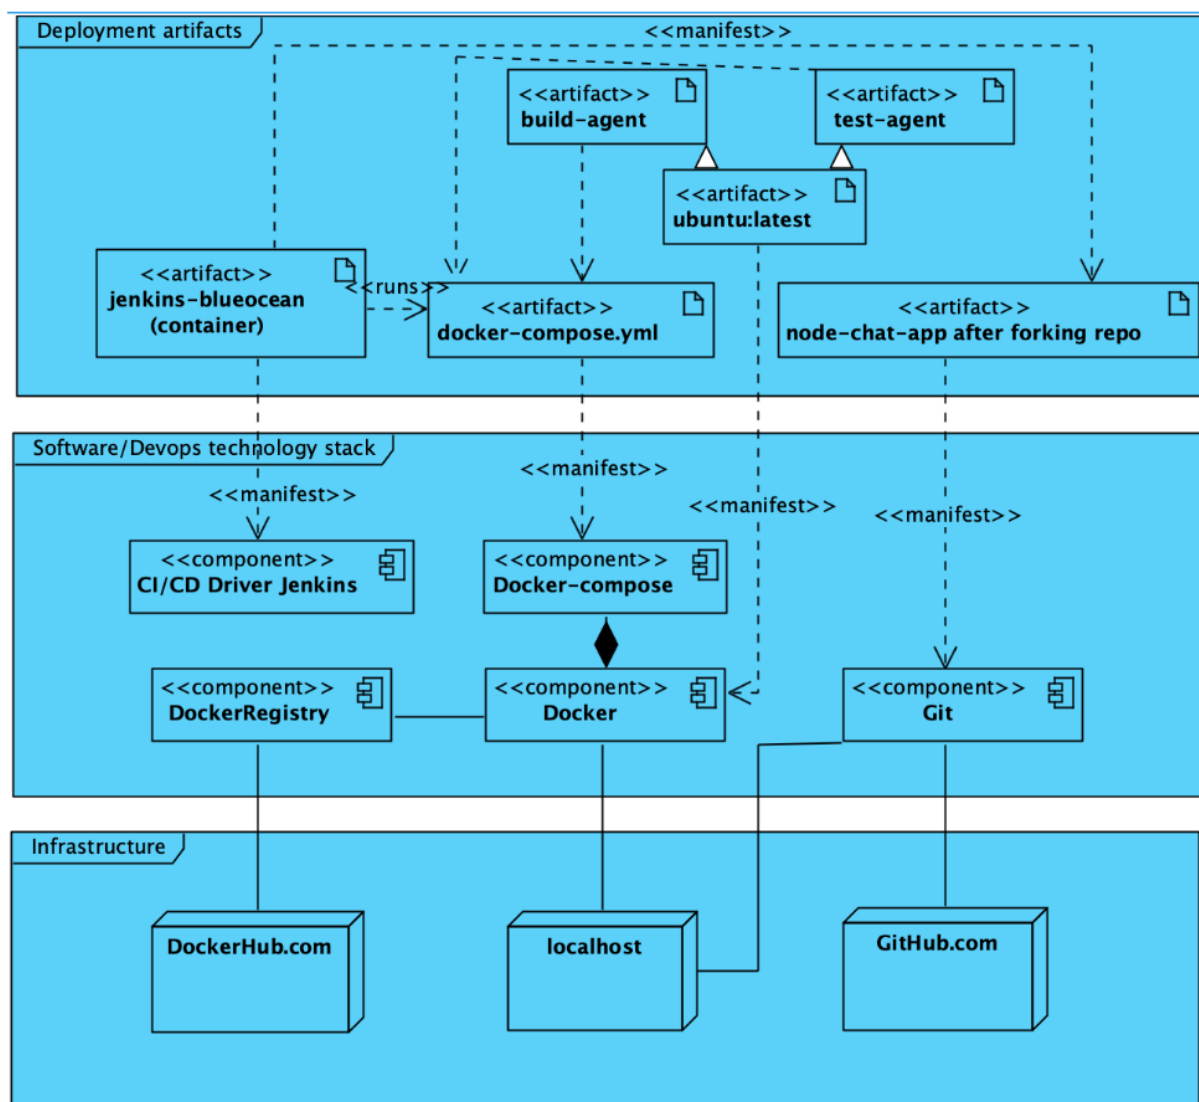 Deployment artifacts
<<manifest>>
<<artifact>>
build-agent
<<artifact>>
test-agent
<<artifact>>
ubuntu:latest
<<artifact>>
jenkins-blueocean
(container)
<<runs>>
<<artifact>>
docker-compose.yml
<<artifact>>
node-chat-app after forking repo
Software/Devops technology stack
<<manifest>>
<<manifest>>
<<manifest>>
<<manifest>>
<<component>>
CI/CD Driver Jenkins
<<component>>
Docker-compose
<<component>>
DockerRegistry
<<component>>
Docker
<<component>>
Git
Infrastructure
DockerHub.com
localhost
GitHub.com